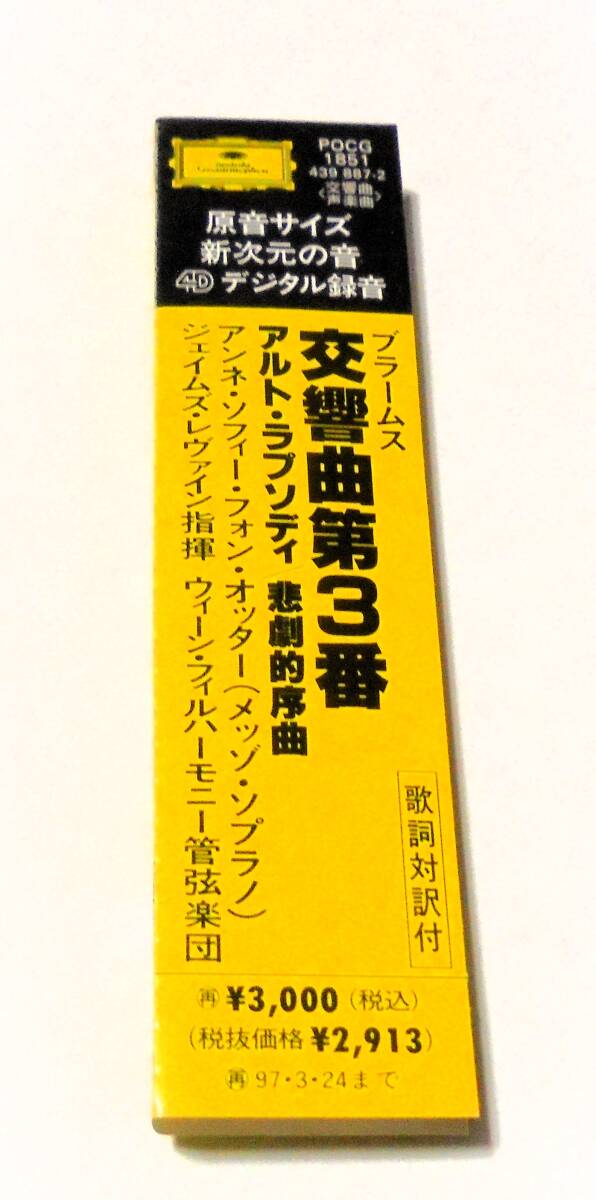 Deutsche Grammophon
POCG
1851
439 887-2
〈交響曲
声楽曲〉
原音サイズ
新次元の音
4D デジタル録音
ブラームス
交響曲第3番
アルト・ラプソディ 悲劇的序曲
アンネ・ソフィー・フォン・オッター(メッゾ・ソプラノ)
ジェイムズ・レヴァイン指揮 ウィーン・フィルハーモニー管弦楽団
歌詞対訳付
再 ¥3,000 (税込)
(税抜価格 ¥2,913)
再 97・3・24まで